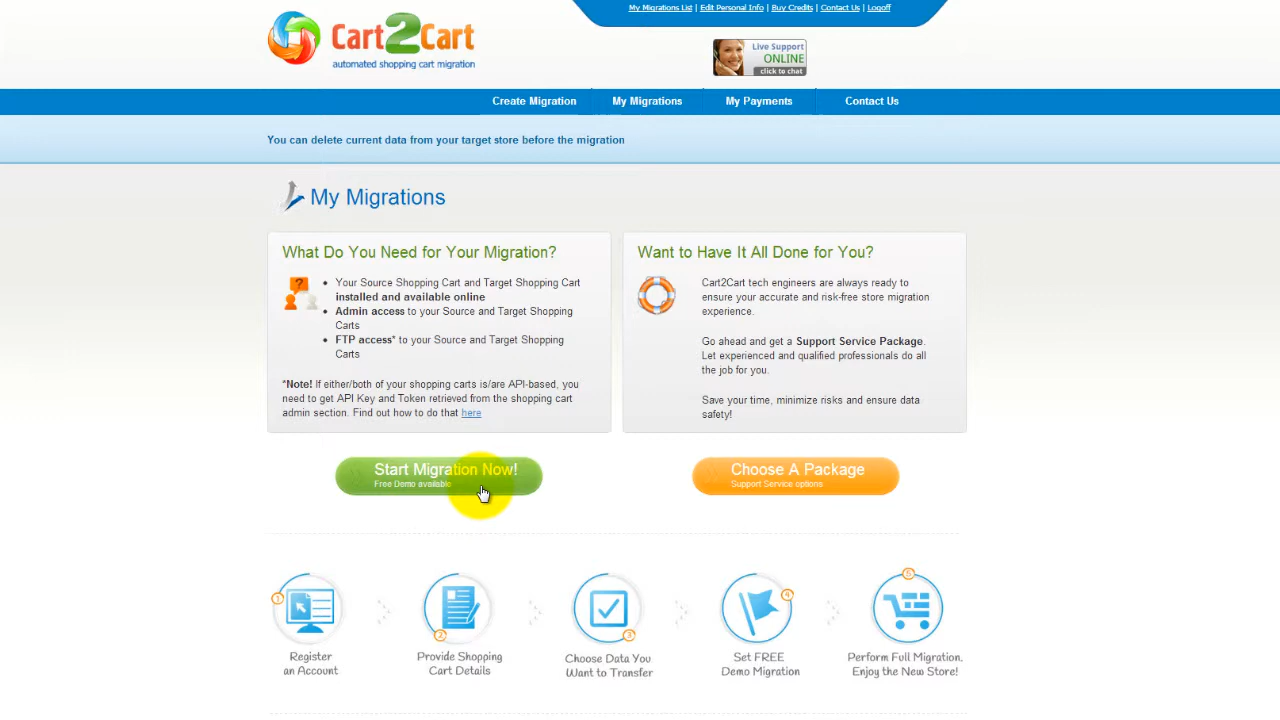 My Migrations List | Edit Personal Info | Buy Credits | Contact Us | Logoff
Cart2Cart
automated shopping cart migration
Live Support
ONLINE
click to chat
Create Migration
My Migrations
My Payments
Contact Us
You can delete current data from your target store before the migration
My Migrations
What Do You Need for Your Migration?
• Your Source Shopping Cart and Target Shopping Cart
installed and available online
• Admin access to your Source and Target Shopping
Carts
• FTP access* to your Source and Target Shopping
Carts
*Note! If either/both of your shopping carts is/are API-based, you
need to get API Key and Token retrieved from the shopping cart
admin section. Find out how to do that here
Want to Have It All Done for You?
Cart2Cart tech engineers are always ready to
ensure your accurate and risk-free store migration
experience.
Go ahead and get a Support Service Package.
Let experienced and qualified professionals do all
the job for you.
Save your time, minimize risks and ensure data
safety!
Start Migration Now!
Free Demo available
Choose A Package
Support Service options
1
Register
an Account
2
Provide Shopping
Cart Details
3
Choose Data You
Want to Transfer
4
Set FREE
Demo Migration
5
Perform Full Migration.
Enjoy the New Store!